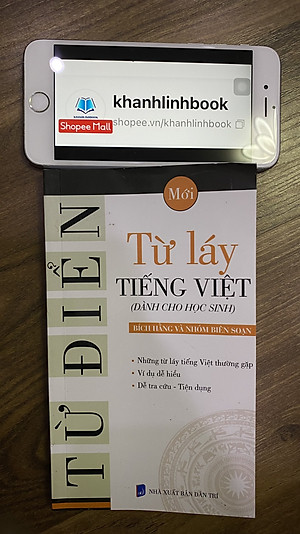 khanhlinhbook
Shopee Mall
shopee.vn/khanhlinhbook
Mới
TỪ ĐIỂN
Từ láy
TIẾNG VIỆT
(DÀNH CHO HỌC SINH)
BÍCH HẰNG VÀ NHÓM BIÊN SOẠN
• Những từ láy tiếng Việt thường gặp
• Ví dụ dễ hiểu
• Dễ tra cứu - Tiện dụng
NHÀ XUẤT BẢN DÂN TRÍ